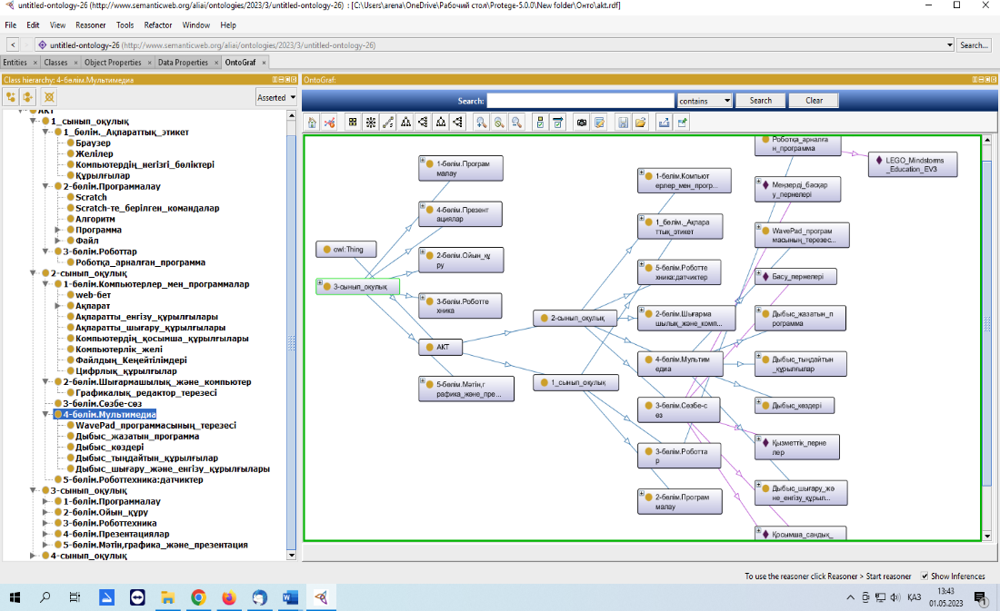 untitled-ontology-26 (http://www.semanticweb.org/aliai/ontologies/2023/3/untitled-ontology-26) : [C:\Users\arena\OneDrive\Рабочий стол\Protege-5.0.0\New folder\Онто\akt.rdf]
File Edit View Reasoner Tools Refactor Window Help
untitled-ontology-26 (http://www.semanticweb.org/aliai/ontologies/2023/3/untitled-ontology-26)
Search...
Entities × Classes × Object Properties × Data Properties × OntoGraf ×
Class hierarchy: 4-бөлім.Мультимедиа
Asserted
АКТ
1_сынып_оқулық
1_бөлім._Ақпараттық_этикет
Браузер
Желілер
Компьютердің_негізгі_бөліктері
Құрылғылар
2-бөлім.Программалау
Scratch
Scratch-те_берілген_командалар
Алгоритм
Программа
Файл
3-бөлім.Роботтар
Роботқа_арналған_программа
2-сынып_оқулық
1-бөлім.Компьютерлер_мен_программалар
web-бет
Ақпарат
Ақпаратты_енгізу_құрылғылары
Ақпаратты_шығару_құрылғылары
Компьютердің_қосымша_құрылғылары
Компьютерлік_желі
Файлдың_Кеңейтілімдері
Цифрлық_құрылғылар
2-бөлім.Шығармашылық_және_компьютер
Графикалық_редактор_терезесі
3-бөлім.Сөзбе-сөз
4-бөлім.Мультимедиа
WavePad_программасының_терезесі
Дыбыс_жазатын_программа
Дыбыс_көздері
Дыбыс_тыңдайтын_құрылғылар
Дыбыс_шығару_және_енгізу_құрылғылары
5-бөлім.Роботтехника:датчиктер
3-сынып_оқулық
1-бөлім.Программалау
2-бөлім.Ойын_құру
3-бөлім.Роботтехника
4-бөлім.Презентациялар
5-бөлім.Мәтін,графика_және_презентация
4-сынып_оқулық
OntoGraf:
Search: contains Search Clear
owl:Thing
3-сынып_оқулық
1-бөлім.Програм
малау
4-бөлім.Презент
ациялар
2-бөлім.Ойын_құ
ру
3-бөлім.Роботте
хника
АКТ
5-бөлім.Мәтін,г
рафика_және_пре...
2-сынып_оқулық
1_сынып_оқулық
1-бөлім.Компьют
ерлер_мен_прогр...
1_бөлім._Ақпара
ттық_этикет
5-бөлім.Роботте
хника:датчиктер
2-бөлім.Шығарма
шылық_және_комп...
4-бөлім.Мультим
едиа
3-бөлім.Сөзбе-с
өз
3-бөлім.Роботта
р
2-бөлім.Програм
малау
Роботқа_арналға
н_программа
Меңзерді_басқар
у_пернелері
WavePad_програм
масының_терезес...
Басу_пернелері
Дыбыс_жазатын_п
рограмма
Дыбыс_тыңдайтын
_құрылғылар
Дыбыс_көздері
Қызметтік_перне
лер
Дыбыс_шығару_жә
не_енгізу_құрыл...
Қосымша_сандық_
LEGO_Mindstorms
_Education_EV3
To use the reasoner click Reasoner > Start reasoner Show Inferences
ҚАЗ
13:43
01.05.2023
1